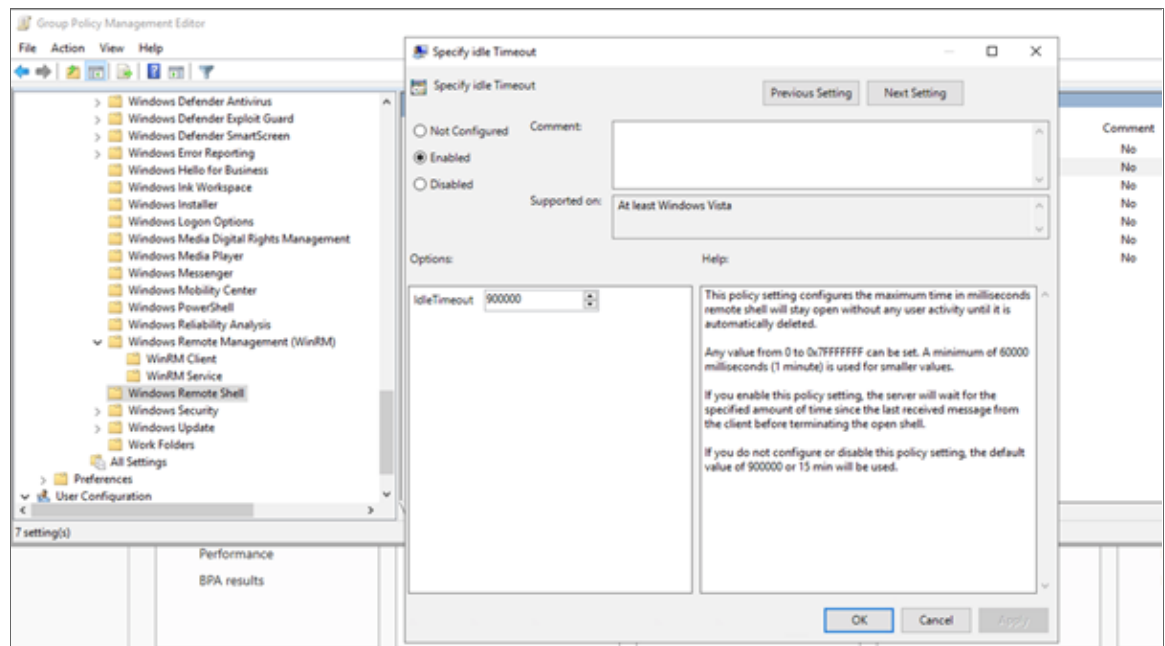 Group Policy Management Editor
File Action View Help
Windows Defender Antivirus
Windows Defender Exploit Guard
Windows Defender SmartScreen
Windows Error Reporting
Windows Hello for Business
Windows Ink Workspace
Windows Installer
Windows Logon Options
Windows Media Digital Rights Management
Windows Media Player
Windows Messenger
Windows Mobility Center
Windows PowerShell
Windows Reliability Analysis
Windows Remote Management (WinRM)
WinRM Client
WinRM Service
Windows Remote Shell
Windows Security
Windows Update
Work Folders
All Settings
Preferences
User Configuration
7 setting(s)
Performance
BPA results
Specify idle Timeout
Specify idle Timeout
Previous Setting
Next Setting
Not Configured
Enabled
Disabled
Comment:
Supported on:
At least Windows Vista
Options:
Help:
IdleTimeout 900000
This policy setting configures the maximum time in milliseconds
remote shell will stay open without any user activity until it is
automatically deleted.
Any value from 0 to 0x7FFFFFFF can be set. A minimum of 60000
milliseconds (1 minute) is used for smaller values.
If you enable this policy setting, the server will wait for the
specified amount of time since the last received message from
the client before terminating the open shell.
If you do not configure or disable this policy setting, the default
value of 900000 or 15 min will be used.
OK
Cancel
Apply
Comment
No
No
No
No
No
No
No